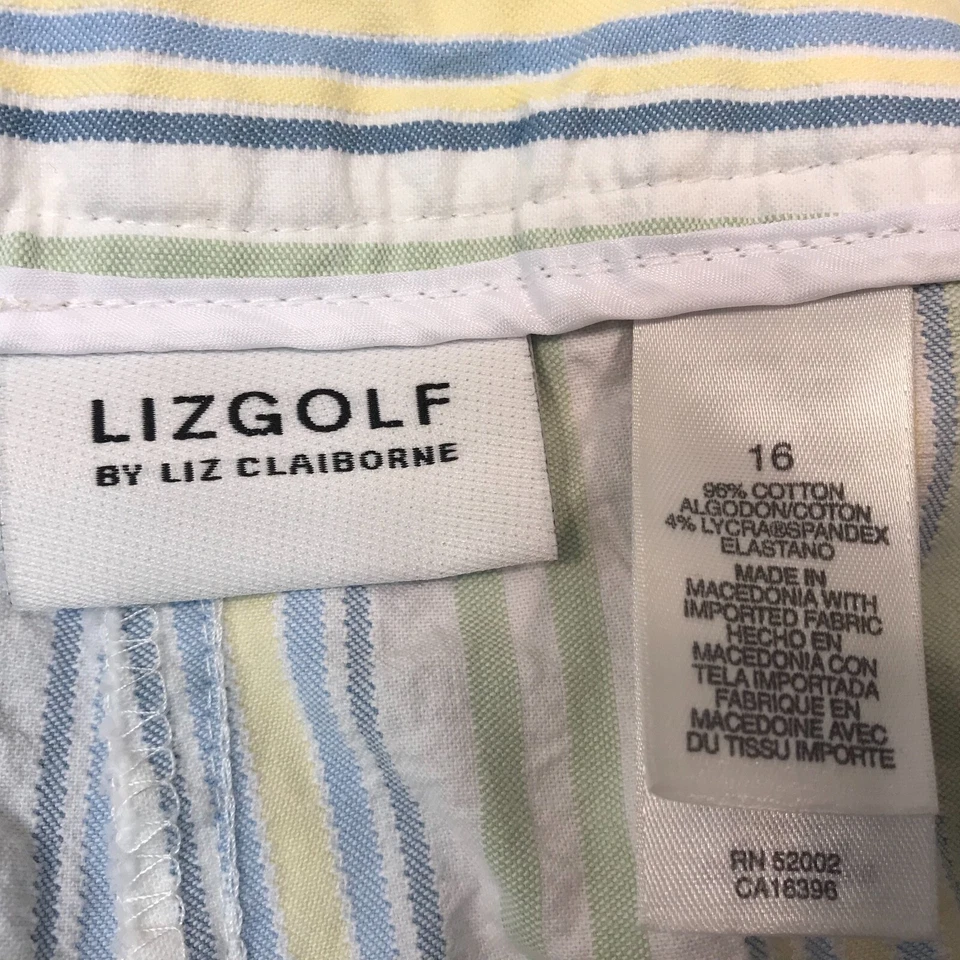 LIZGOLF
BY LIZ CLAIBORNE
16
96% COTTON
ALGODON/COTON
4% LYCRA®SPANDEX
ELASTANO
MADE IN
MACEDONIA WITH
IMPORTED FABRIC
HECHO EN
MACEDONIA CON
TELA IMPORTADA
FABRIQUE EN
MACEDOINE AVEC
DU TISSU IMPORTE
RN 52002
CA16396